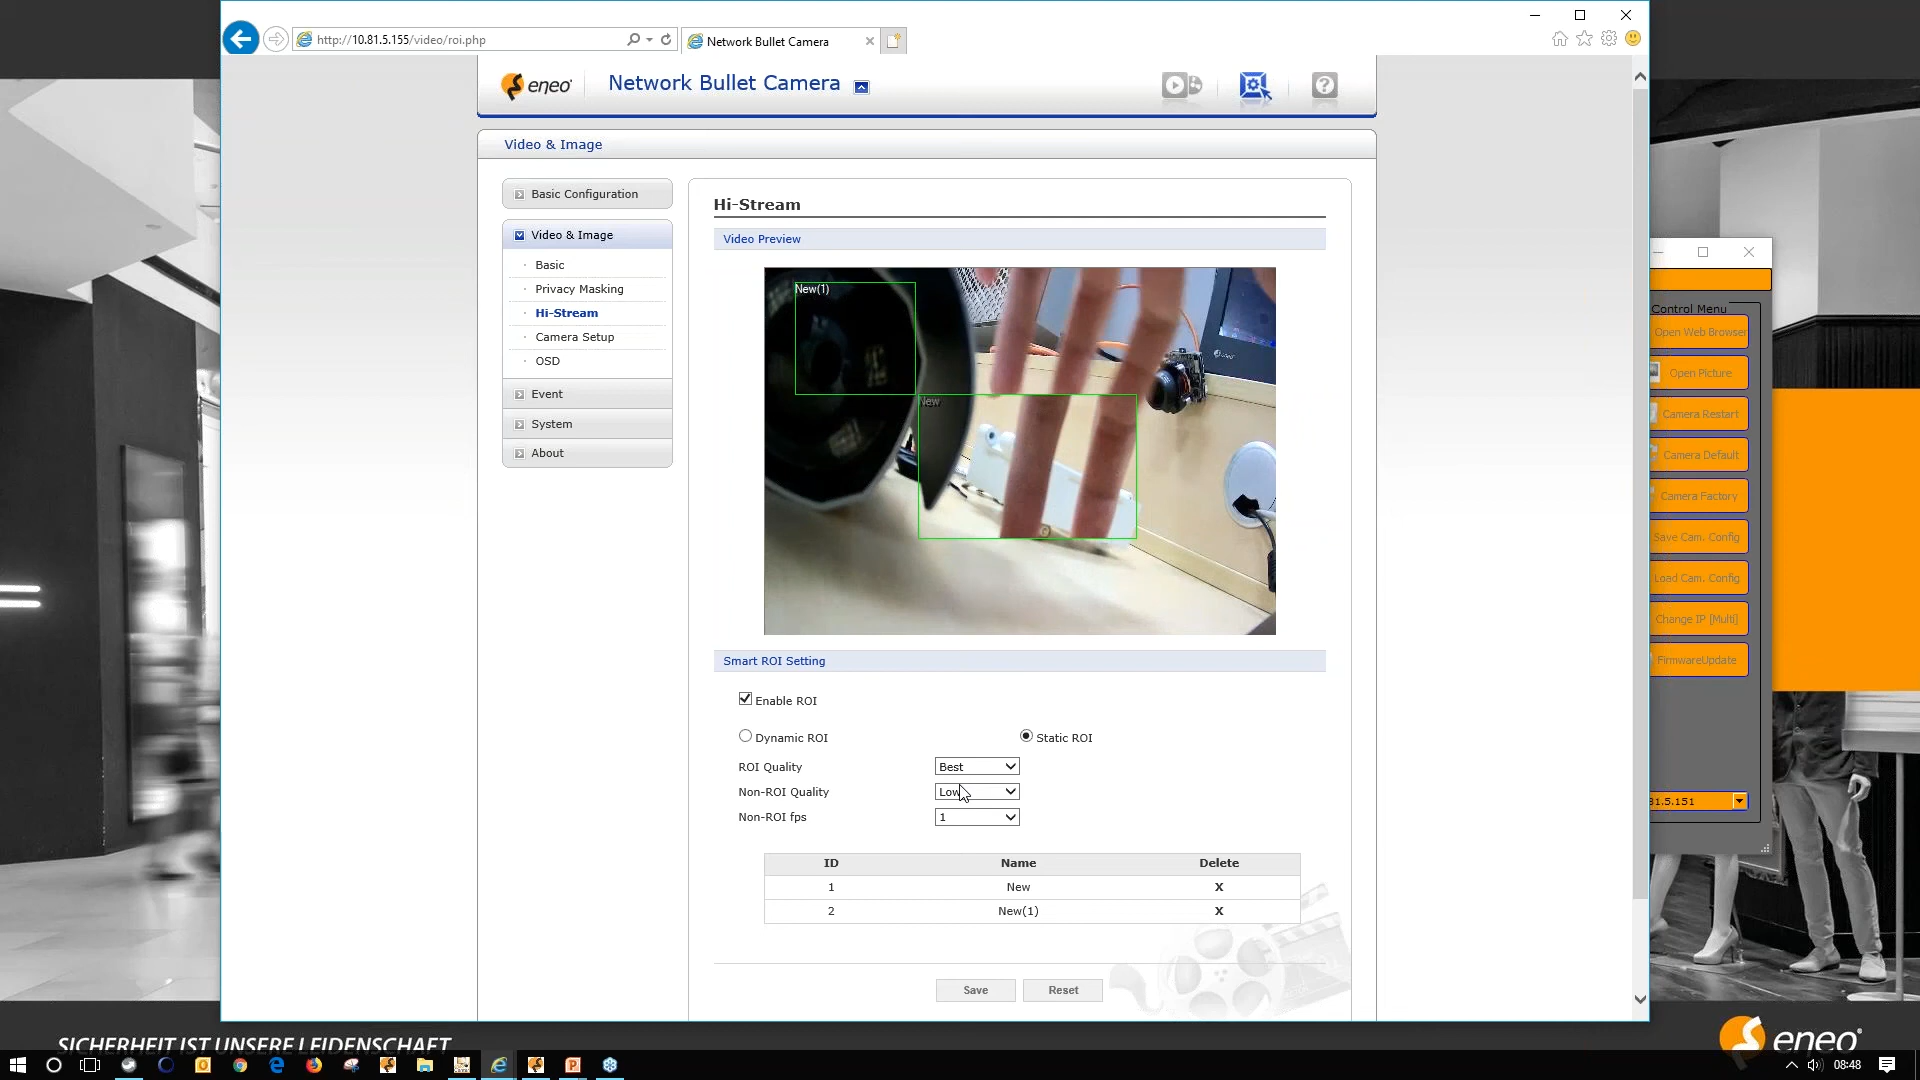 http://10.81.5.155/video/roi.php
Network Bullet Camera
eneo
Network Bullet Camera
Video & Image
Basic Configuration
Video & Image
Basic
Privacy Masking
Hi-Stream
Camera Setup
OSD
Event
System
About
Hi-Stream
Video Preview
New(1)
New
Smart ROI Setting
Enable ROI
Dynamic ROI
Static ROI
ROI Quality
Best
Non-ROI Quality
Low
Non-ROI fps
1
ID Name Delete
1 New X
2 New(1) X
Save
Reset
Control Menu
Open Web Browser
Open Picture
Camera Restart
Camera Default
Camera Factory
Save Cam. Config
Load Cam. Config
Change IP [Multi]
FirmwareUpdate
31.5.151
SICHERHEIT IST UNSERE LEIDENSCHAFT
eneo
08:48